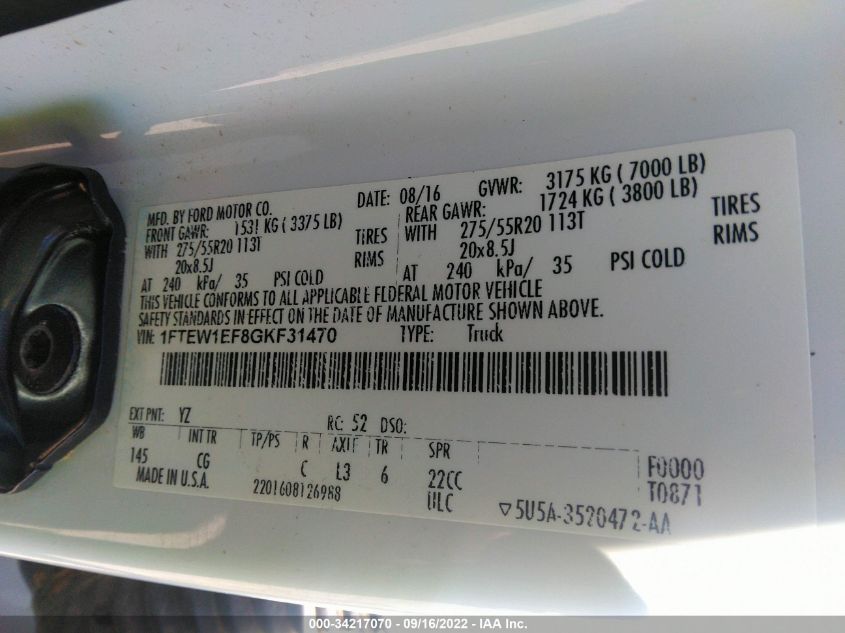 MFD. BY FORD MOTOR CO. DATE: 08/16 GVWR: 3175 KG ( 7000 LB)
FRONT GAWR: 1531 KG ( 3375 LB) REAR GAWR: 1724 KG ( 3800 LB)
WITH 275/55R20 113T TIRES WITH 275/55R20 113T TIRES
20x8.5J RIMS 20x8.5J RIMS
AT 240 kPa/ 35 PSI COLD AT 240 kPa/ 35 PSI COLD
THIS VEHICLE CONFORMS TO ALL APPLICABLE FEDERAL MOTOR VEHICLE
SAFETY STANDARDS IN EFFECT ON THE DATE OF MANUFACTURE SHOWN ABOVE.
VIN: 1FTEW1EF8GKF31470 TYPE: Truck
EXT PNT: YZ RC: 52 DSO:
WB INT TR TP/PS R AXLE TR SPR
145 CG C L3 6 22CC F0000
MADE IN U.S.A. 2201608126988 ULC T0871
▽5U5A-3520472-AA
000-34217070 - 09/16/2022 - IAA Inc.